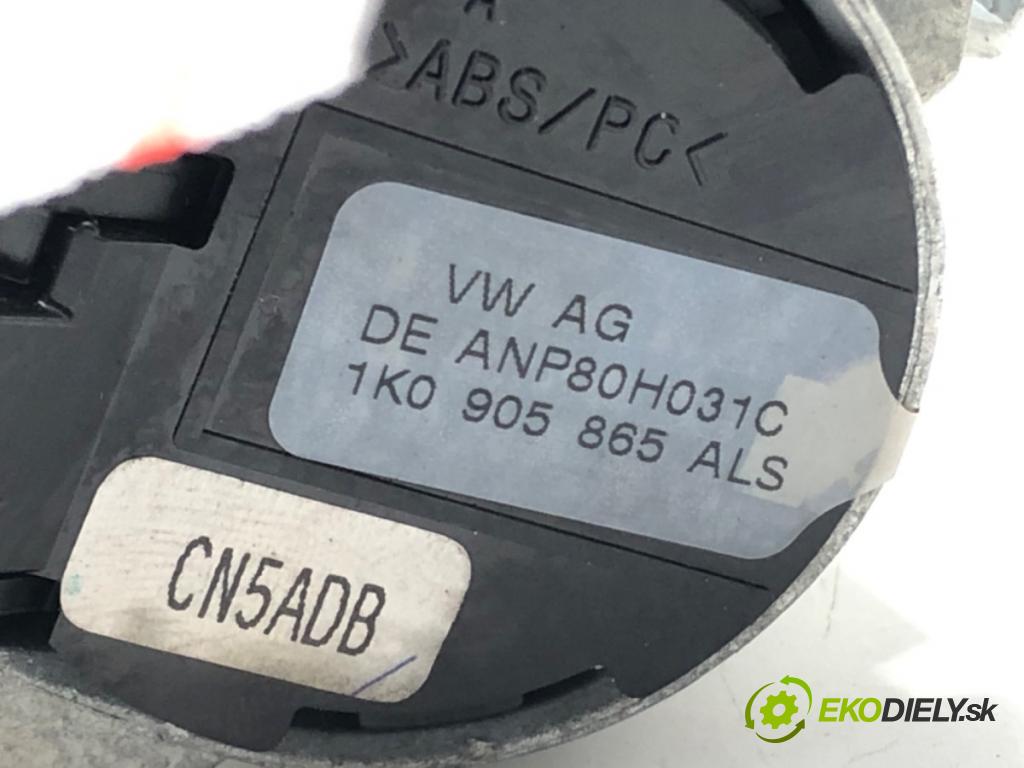 A
>ABS/PC<
VW AG
DE ANP80H031C
1K0 905 865 ALS
CN5ADB
EKODIELY.sk